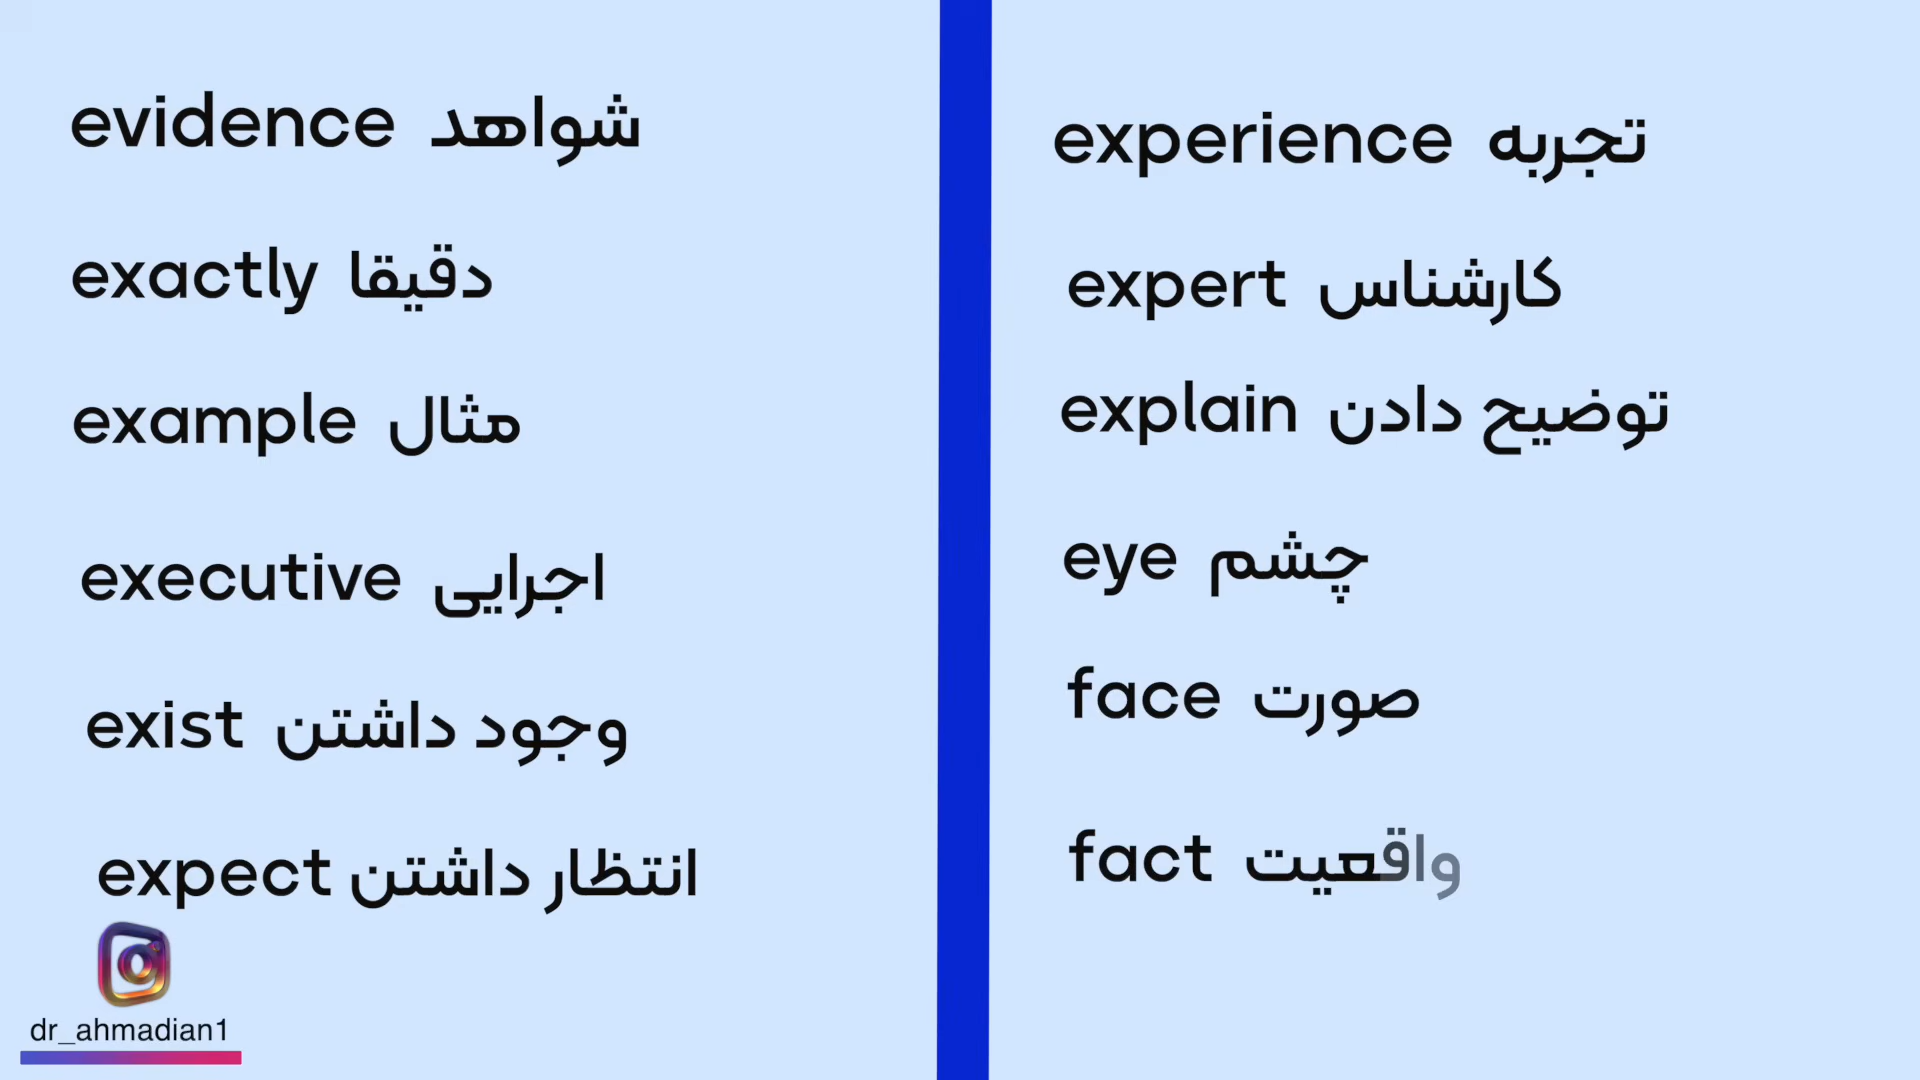 evidence شواهد
exactly دقیقا
example مثال
executive اجرایی
exist وجود داشتن
expect انتظار داشتن
dr_ahmadian1
experience تجربه
expert کارشناس
explain توضیح دادن
eye چشم
face صورت
fact واقعیت